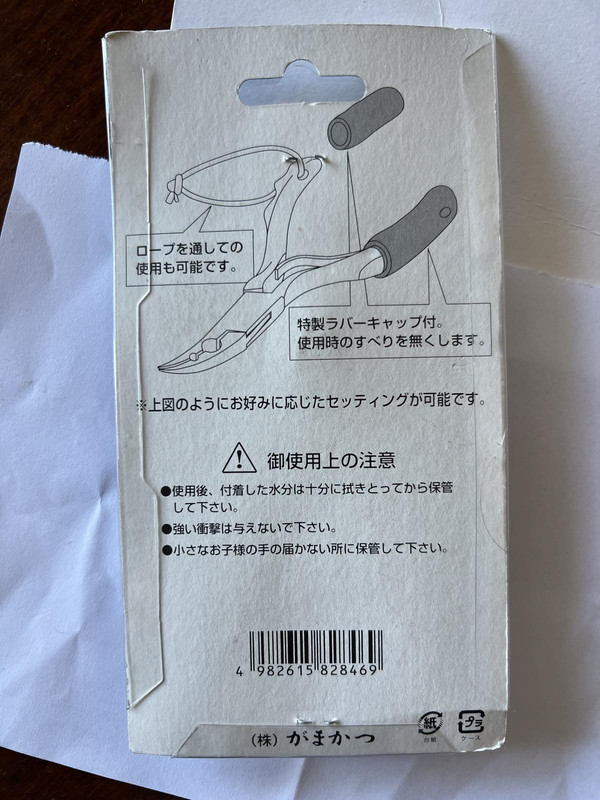 ロープを通しての
使用も可能です。
特製ラバーキャップ付。
使用時のすべりを無くします。
※上図のようにお好みに応じたセッティングが可能です。
御使用上の注意
●使用後、付着した水分は十分に拭きとってから保管
して下さい。
●強い衝撃は与えないで下さい。
●小さなお子様の手の届かない所に保管して下さい。
4 982615 828469
(株) がまかつ
紙
台紙
プラ
ケース